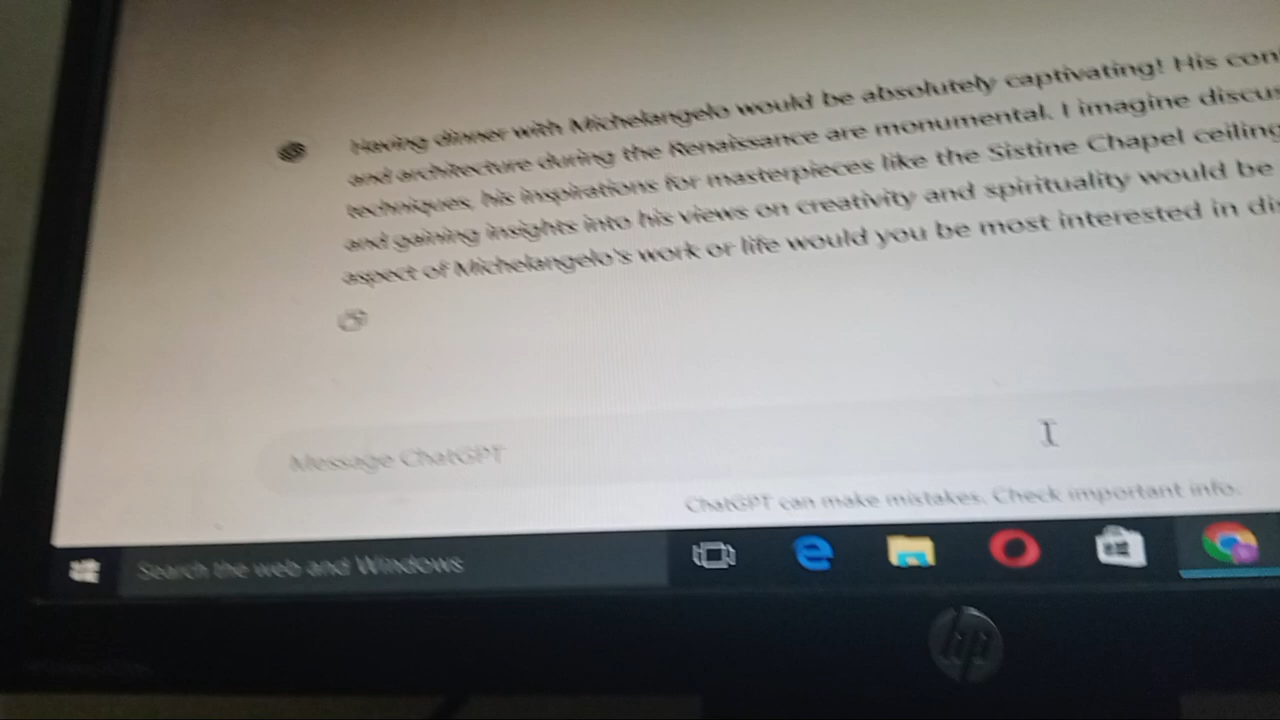 Having dinner with Michelangelo would be absolutely captivating! His con
and architecture during the Renaissance are monumental. I imagine discus
techniques, his inspirations for masterpieces like the Sistine Chapel ceiling
and gaining insights into his views on creativity and spirituality would be
aspect of Michelangelo's work or life would you be most interested in dis
Message ChatGPT
ChatGPT can make mistakes. Check important info.
Search the web and Windows
hp